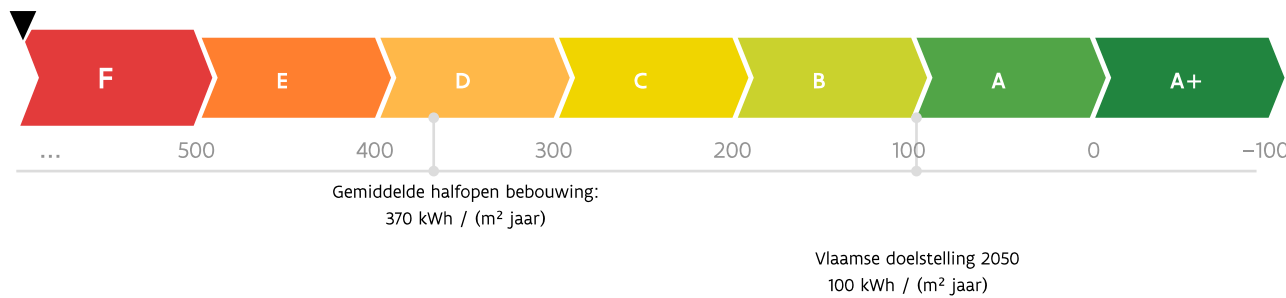 F E D C B A A+
... 500 400 300 200 100 0 –100
Gemiddelde halfopen bebouwing:
370 kWh / (m² jaar)
Vlaamse doelstelling 2050
100 kWh / (m² jaar)